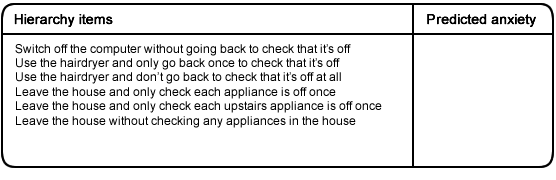 Hierarchy items
Predicted anxiety
Switch off the computer without going back to check that it's off
Use the hairdryer and only go back once to check that it's off
Use the hairdryer and don't go back to check that it's off at all
Leave the house and only check each appliance is off once
Leave the house and only check each upstairs appliance is off once
Leave the house without checking any appliances in the house